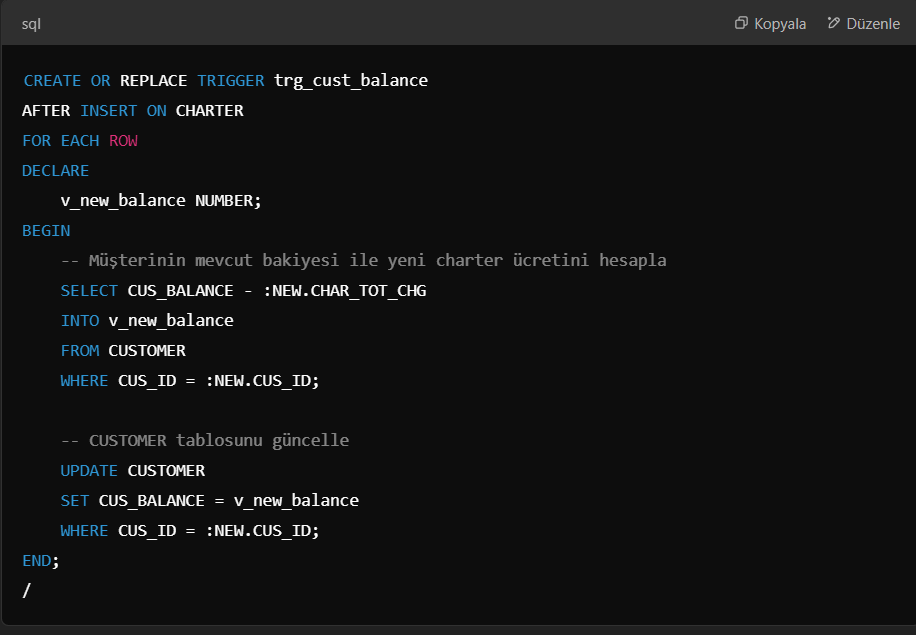 sql
Kopyala
Düzenle
CREATE OR REPLACE TRIGGER trg_cust_balance
AFTER INSERT ON CHARTER
FOR EACH ROW
DECLARE
    v_new_balance NUMBER;
BEGIN
    -- Müşterinin mevcut bakiyesi ile yeni charter ücretini hesapla
    SELECT CUS_BALANCE - :NEW.CHAR_TOT_CHG
    INTO v_new_balance
    FROM CUSTOMER
    WHERE CUS_ID = :NEW.CUS_ID;
    -- CUSTOMER tablosunu güncelle
    UPDATE CUSTOMER
    SET CUS_BALANCE = v_new_balance
    WHERE CUS_ID = :NEW.CUS_ID;
END;
/